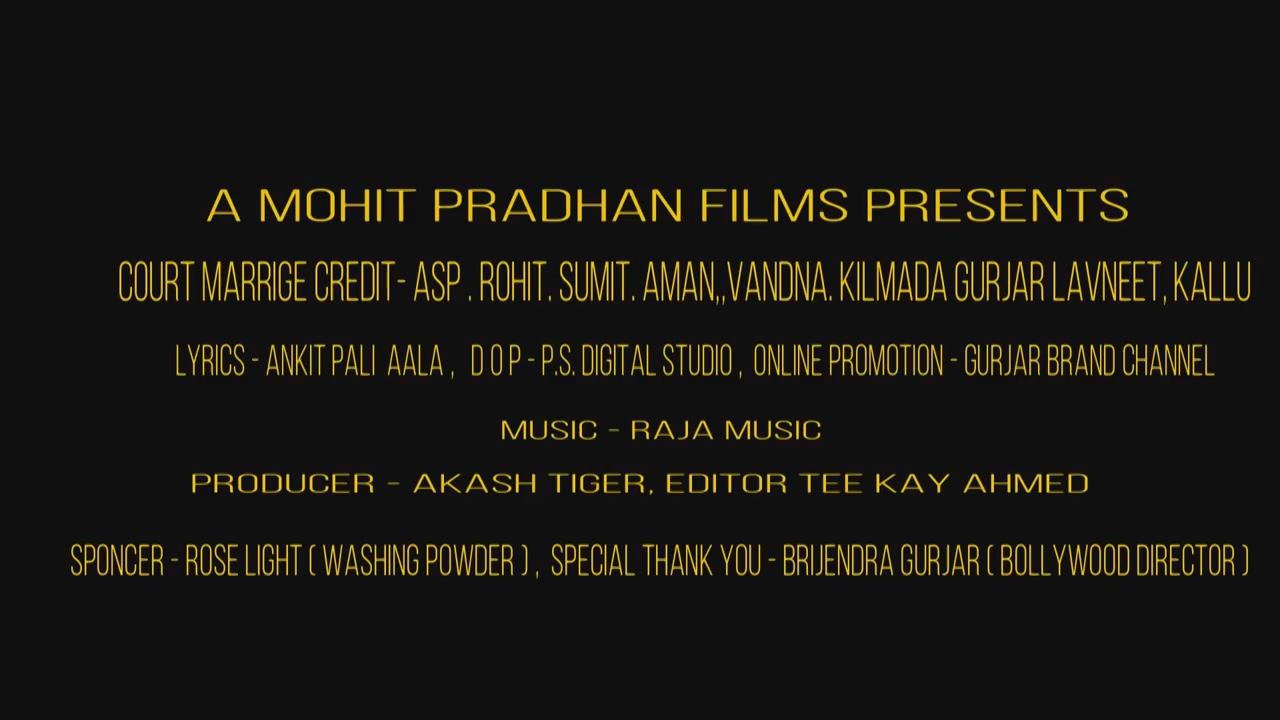 A MOHIT PRADHAN FILMS PRESENTS
COURT MARRIGE CREDIT- ASP . ROHIT. SUMIT. AMAN,,VANDNA. KILMADA GURJAR LAVNEET, KALLU
LYRICS - ANKIT PALI AALA , D O P - P.S. DIGITAL STUDIO , ONLINE PROMOTION - GURJAR BRAND CHANNEL
MUSIC - RAJA MUSIC
PRODUCER - AKASH TIGER, EDITOR TEE KAY AHMED
SPONCER - ROSE LIGHT ( WASHING POWDER ) , SPECIAL THANK YOU - BRIJENDRA GURJAR ( BOLLYWOOD DIRECTOR )